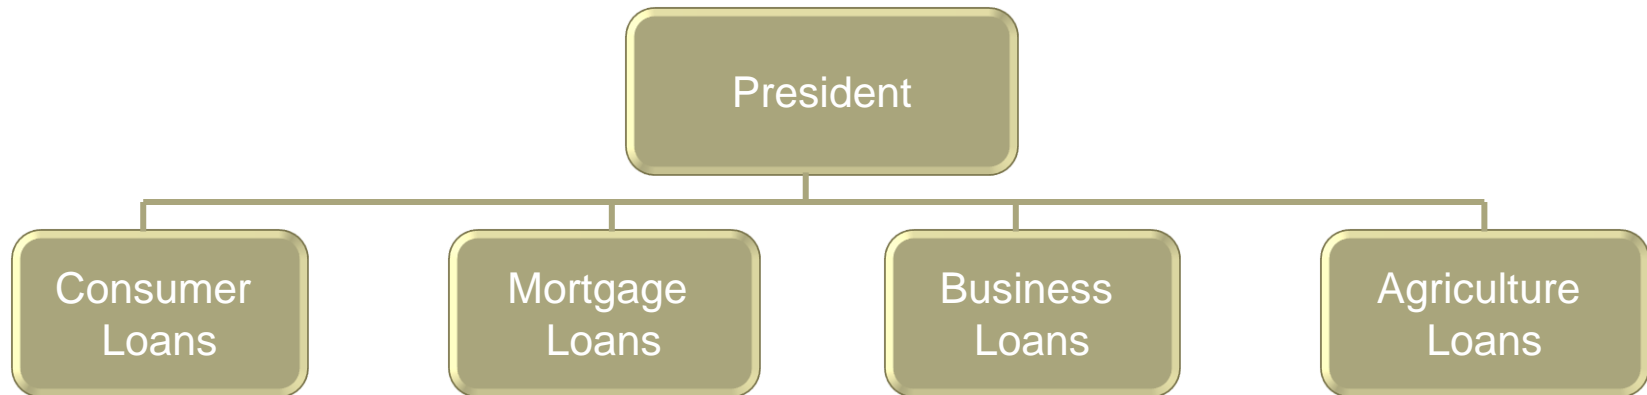 President
Consumer
Loans
Mortgage
Loans
Business
Loans
Agriculture
Loans